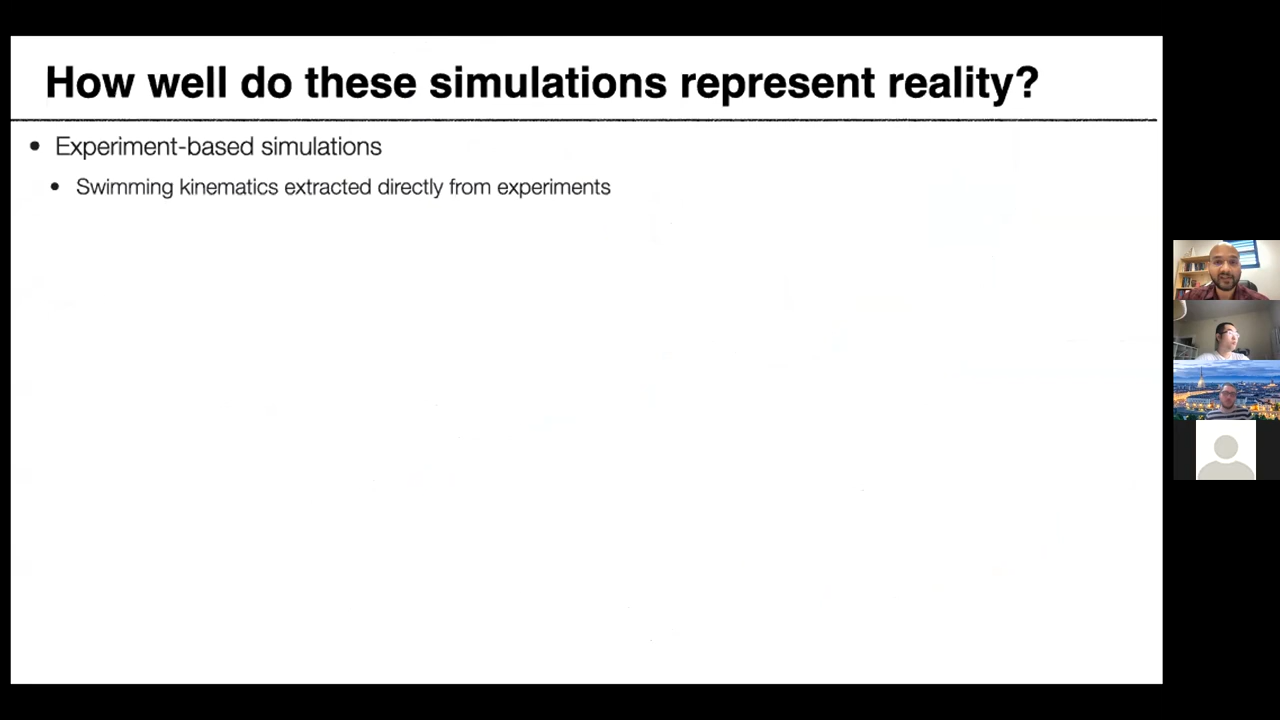 How well do these simulations represent reality?
• Experiment-based simulations
• Swimming kinematics extracted directly from experiments